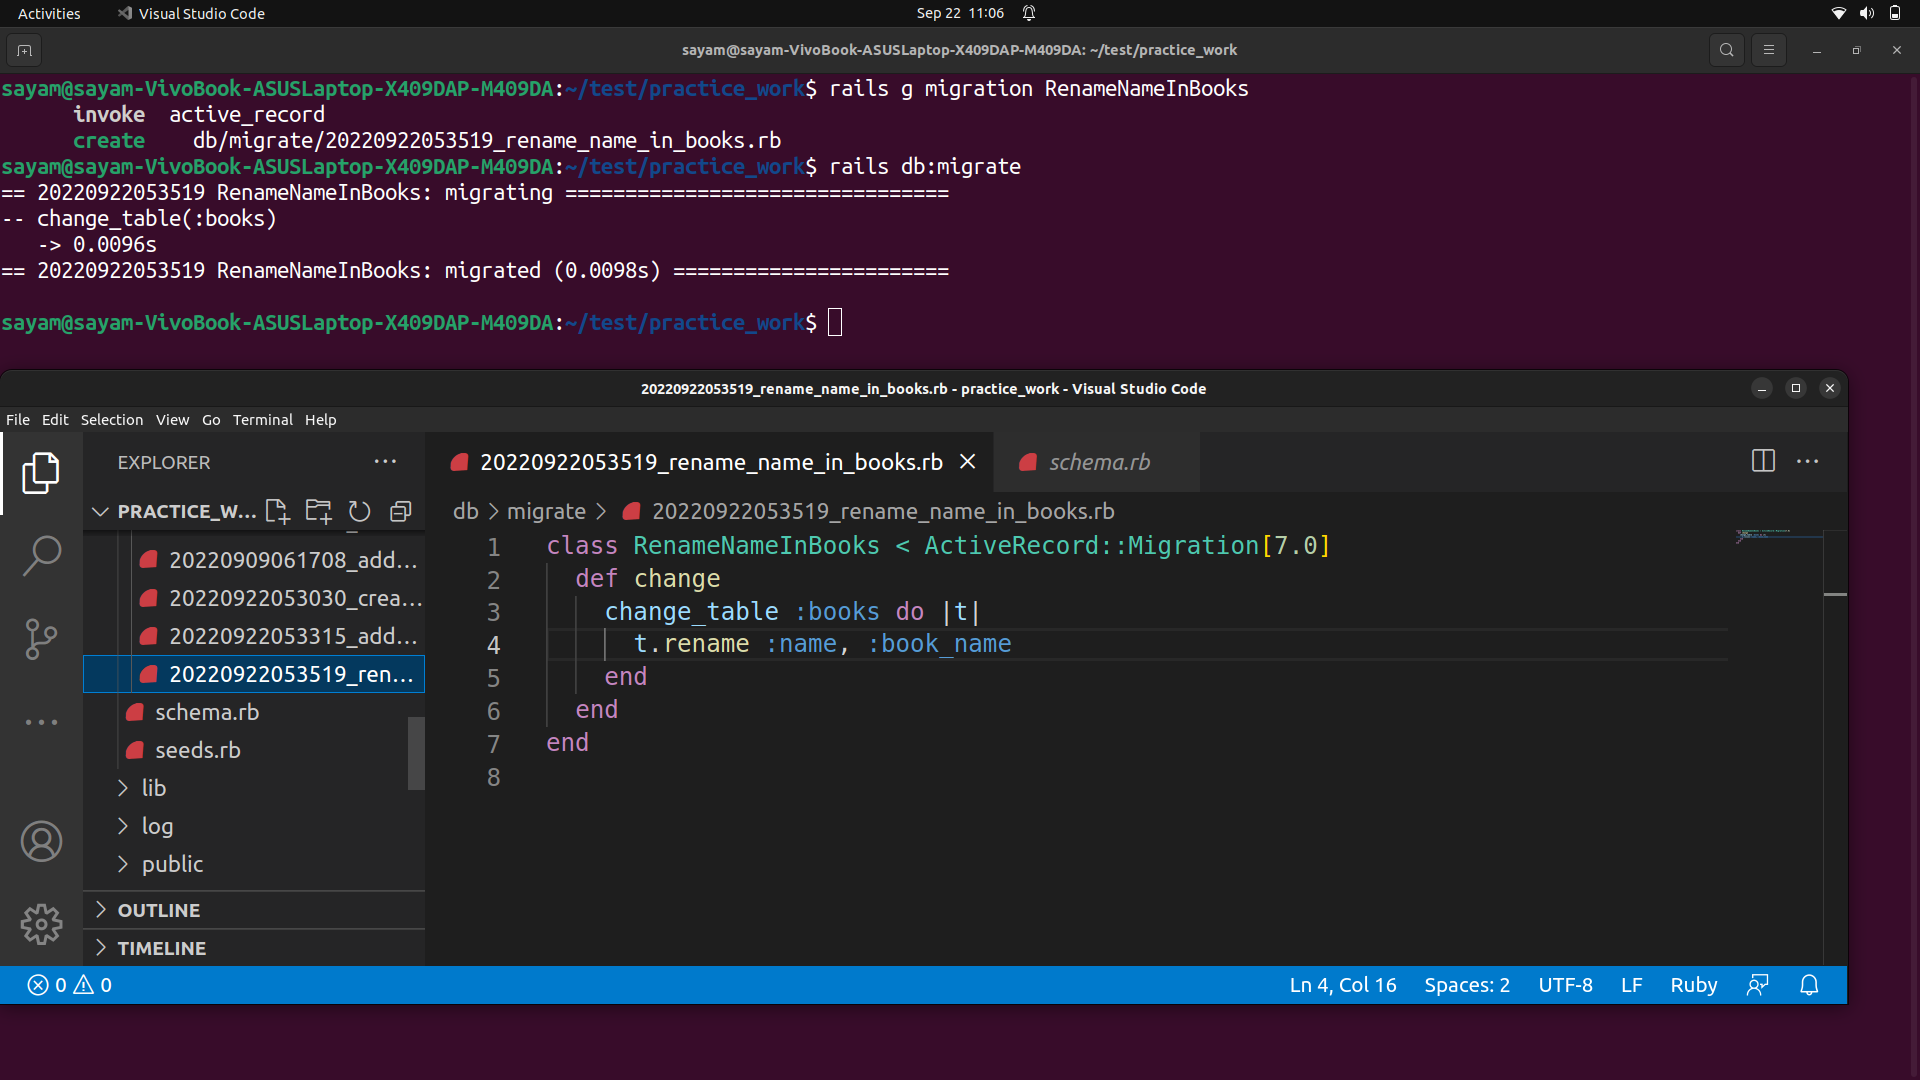 Activities Visual Studio Code Sep 22 11:06
sayam@sayam-VivoBook-ASUSLaptop-X409DAP-M409DA: ~/test/practice_work
sayam@sayam-VivoBook-ASUSLaptop-X409DAP-M409DA:~/test/practice_work$ rails g migration RenameNameInBooks
invoke active_record
create db/migrate/20220922053519_rename_name_in_books.rb
sayam@sayam-VivoBook-ASUSLaptop-X409DAP-M409DA:~/test/practice_work$ rails db:migrate
== 20220922053519 RenameNameInBooks: migrating ================================
-- change_table(:books)
-> 0.0096s
== 20220922053519 RenameNameInBooks: migrated (0.0098s) =======================
sayam@sayam-VivoBook-ASUSLaptop-X409DAP-M409DA:~/test/practice_work$
20220922053519_rename_name_in_books.rb - practice_work - Visual Studio Code
File Edit Selection View Go Terminal Help
EXPLORER ···
PRACTICE_W...
20220909061708_add...
20220922053030_crea...
20220922053315_add...
20220922053519_ren...
schema.rb
seeds.rb
lib
log
public
OUTLINE
TIMELINE
20220922053519_rename_name_in_books.rb schema.rb
db > migrate > 20220922053519_rename_name_in_books.rb
1 class RenameNameInBooks < ActiveRecord::Migration[7.0]
2 def change
3 change_table :books do |t|
4 t.rename :name, :book_name
5 end
6 end
7 end
8
0 0 Ln 4, Col 16 Spaces: 2 UTF-8 LF Ruby